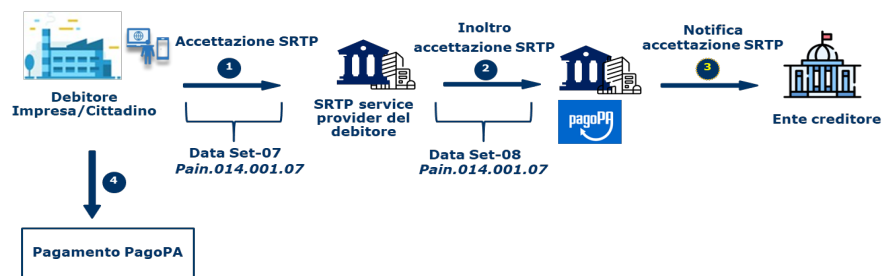 Accettazione SRTP
1
Inoltro
accettazione SRTP
2
Notifica
accettazione SRTP
3
Debitore
Impresa/Cittadino
SRTP service
provider del
debitore
pagoPA
Ente creditore
Data Set-07
Pain.014.001.07
Data Set-08
Pain.014.001.07
4
Pagamento PagoPA